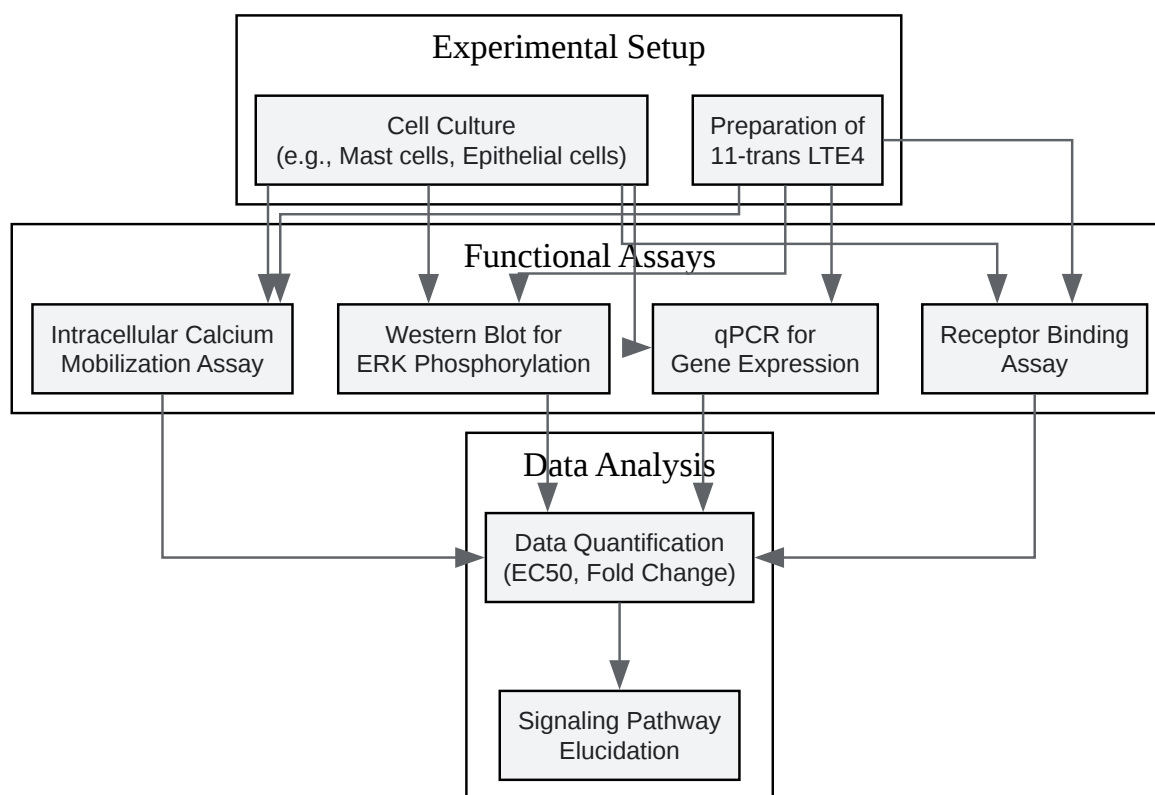 Experimental Setup
Cell Culture
(e.g., Mast cells, Epithelial cells)
Preparation of
11-trans LTE4
Functional Assays
Intracellular Calcium
Mobilization Assay
Western Blot for
ERK Phosphorylation
qPCR for
Gene Expression
Receptor Binding
Assay
Data Analysis
Data Quantification
(EC50, Fold Change)
Signaling Pathway
Elucidation